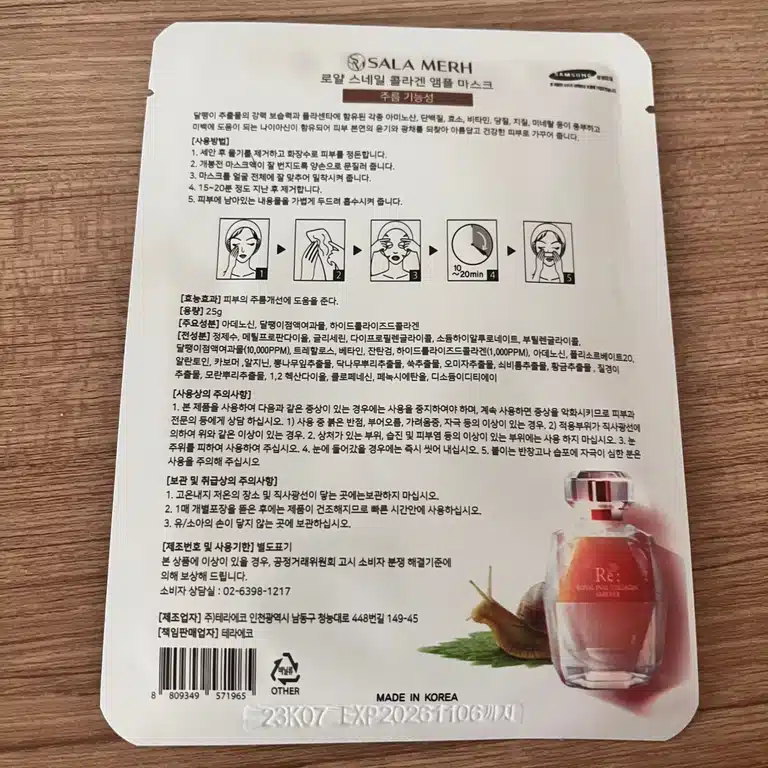 SALA MERH
로얄 스네일 콜라겐 앰플 마스크
SAMSUNG
주름 기능성
달팽이 추출물의 강력 보습력과 플라센타에 함유된 각종 아미노산, 단백질, 효소, 비타민, 당질, 지질, 미네랄 등이 풍부하고
미백에 도움이 되는 나이아신이 함유되어 피부 본연의 윤기와 광채를 되찾아 아름답고 건강한 피부로 가꾸어 줍니다.
[사용방법]
1. 세안 후 물기를 제거하고 화장수로 피부를 정돈합니다.
2. 개봉전 마스크액이 잘 번지도록 양손으로 문질러 줍니다.
3. 마스크를 얼굴 전체에 잘 맞추어 밀착시켜 줍니다.
4. 15~20분 정도 지난 후 제거합니다.
5. 피부에 남아있는 내용물을 가볍게 두드려 흡수시켜 줍니다.
1 2 3 10~20min 4 5
[효능효과] 피부의 주름개선에 도움을 준다.
[용량] 25g
[주요성분] 아데노신, 달팽이점액여과물, 하이드롤라이즈드콜라겐
[전성분] 정제수, 메틸프로판다이올, 글리세린, 다이프로필렌글라이콜, 소듐하이알루로네이트, 부틸렌글라이콜,
달팽이점액여과물(10,000PPM), 트레할로스, 베타인, 잔탄검, 하이드롤라이즈드콜라겐(1,000PPM), 아데노신, 폴리소르베이트20,
알란토인, 카보머 ,알지닌, 뽕나무잎추출물, 닥나무뿌리추출물, 쑥추출물, 오미자추출물, 쇠비름추출물, 황금추출물 , 질경이
추출물, 모란뿌리추출물, 1,2 헥산다이올, 클로페네신, 페녹시에탄올, 디소듐이디티에이
[사용상의 주의사항]
1. 본 제품을 사용하여 다음과 같은 증상이 있는 경우에는 사용을 중지하여야 하며, 계속 사용하면 증상을 악화시키므로 피부과
전문의 등에게 상담 하십시오. 1) 사용 중 붉은 반점, 부어오름, 가려움증, 자극 등의 이상이 있는 경우. 2) 적용부위가 직사광선에
의하여 위와 같은 이상이 있는 경우. 2. 상처가 있는 부위, 습진 및 피부염 등의 이상이 있는 부위에는 사용 하지 마십시오. 3. 눈
주위를 피하여 사용하여 주십시오. 4. 눈에 들어갔을 경우에는 즉시 씻어 내십시오. 5. 붙이는 반창고나 습포에 자극이 심한 분은
사용을 주의해 주십시오
[보관 및 취급상의 주의사항]
1. 고온내지 저온의 장소 및 직사광선이 닿는 곳에는보관하지 마십시오.
2. 1매 개별포장을 뜯은 후에는 제품이 건조해지므로 빠른 시간안에 사용하십시오.
3. 유/소아의 손이 닿지 않는 곳에 보관하십시오.
[제조번호 및 사용기한] 별도표기
본 상품에 이상이 있을 경우, 공정거래위원회 고시 소비자 분쟁 해결기준에
의해 보상해 드립니다.
소비자 상담실 : 02-6398-1217
Re:
[제조업자] (주)테라에코 인천광역시 남동구 청능대로 448번길 149-45
[책임판매업자] 테라에코
8 809349 571965
비닐류
OTHER
MADE IN KOREA
23K07 EXP20261106까지